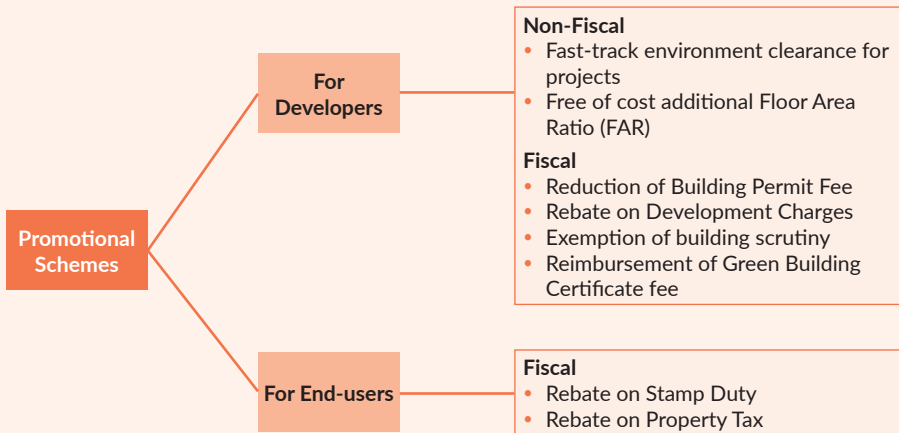 Promotional
Schemes
For
Developers
Non-Fiscal
• Fast-track environment clearance for
projects
• Free of cost additional Floor Area
Ratio (FAR)
Fiscal
• Reduction of Building Permit Fee
• Rebate on Development Charges
• Exemption of building scrutiny
• Reimbursement of Green Building
Certificate fee
For End-users
Fiscal
• Rebate on Stamp Duty
• Rebate on Property Tax